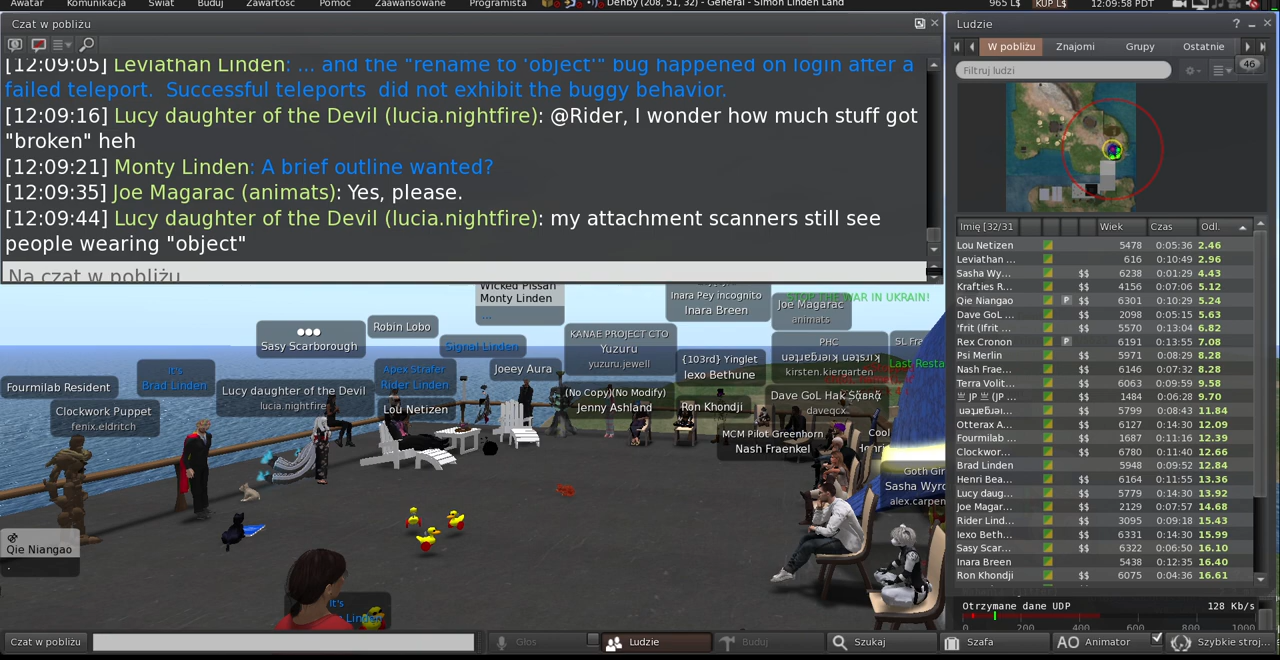 Awatar Komunikacja Świat Buduj Zawartość Pomoc Zaawansowane Programista Denby (208, 51, 32) - General - Simon Linden Land 965 L$ KUP L$ 12:09:58 PDT
Czat w pobliżu
[12:09:05] Leviathan Linden: ... and the "rename to 'object'" bug happened on login after a
failed teleport. Successful teleports did not exhibit the buggy behavior.
[12:09:16] Lucy daughter of the Devil (lucia.nightfire): @Rider, I wonder how much stuff got
"broken" heh
[12:09:21] Monty Linden: A brief outline wanted?
[12:09:35] Joe Magarac (animats): Yes, please.
[12:09:44] Lucy daughter of the Devil (lucia.nightfire): my attachment scanners still see
people wearing "object"
Na czat w pobliżu
Wicked Pissah
Monty Linden
...
Inara Pey incognito
Inara Breen
STOP THE WAR IN UKRAIN!
Joe Magarac
animats
Robin Lobo
Sasy Scarborough
Signal Linden
KANAE PROJECT CTO
Yuzuru
yuzuru.jewell
PHC
kirsten.kiergarten
SL Fra
Last Resta
{103rd} Yinglet
Iexo Bethune
It's
Brad Linden
Apex Strafer
Rider Linden
Joeey Aura
Fourmilab Resident
Lucy daughter of the Devil
lucia.nightfire
Lou Netizen
(No Copy)(No Modify)
Jenny Ashland
Ron Khondji
Dave GoL Hak
daveqcx
Clockwork Puppet
fenix.eldritch
MCM Pilot Greenhorn
Nash Fraenkel
Cool
Henri
Goth Gir
Sasha Wyrd
alex.carpen
Qie Niangao
It's
Linden
Ludzie
W pobliżu Znajomi Grupy Ostatnie
Filtruj ludzi
46
Imię [32/31 Wiek Czas Odl.
Lou Netizen 5478 0:05:36 2.46
Leviathan ... 616 0:10:49 2.96
Sasha Wy... $$ 6238 0:01:29 4.43
Krafties R... $$ 4156 0:07:06 5.12
Qie Niangao P $$ 6301 0:10:29 5.24
Dave GoL ... $$ 2098 0:05:15 5.63
'frit (Ifrit ... $$ 5570 0:13:04 6.82
Rex Cronon P 6191 0:13:55 7.08
Psi Merlin $$ 5971 0:08:29 8.28
Nash Frae... $$ 6146 0:07:32 8.28
Terra Volit... $$ 6063 0:09:59 9.58
JP (JP ... $$ 1484 0:06:28 9.70
$$ 5799 0:08:43 11.84
Otterax A... $$ 6127 0:14:30 12.09
Fourmilab ... $$ 1687 0:11:16 12.39
Clockwor... $$ 6780 0:11:40 12.66
Brad Linden 5948 0:09:52 12.84
Henri Bea... $$ 6164 0:11:55 13.36
Lucy daug... $$ 5779 0:14:30 13.92
Joe Magar... $$ 2129 0:07:57 14.68
Rider Lind... $$ 3095 0:09:18 15.43
Iexo Beth... $$ 6331 0:14:30 15.99
Sasy Scar... $$ 6322 0:06:50 16.10
Inara Breen 5438 0:12:35 16.40
Ron Khondji $$ 6075 0:04:36 16.61
Otrzymane dane UDP 128 Kb/s
0 200 400 600 800 1000
Czat w pobliżu Głos Ludzie Buduj Szukaj Szafa AO Animator Szybkie stroj...